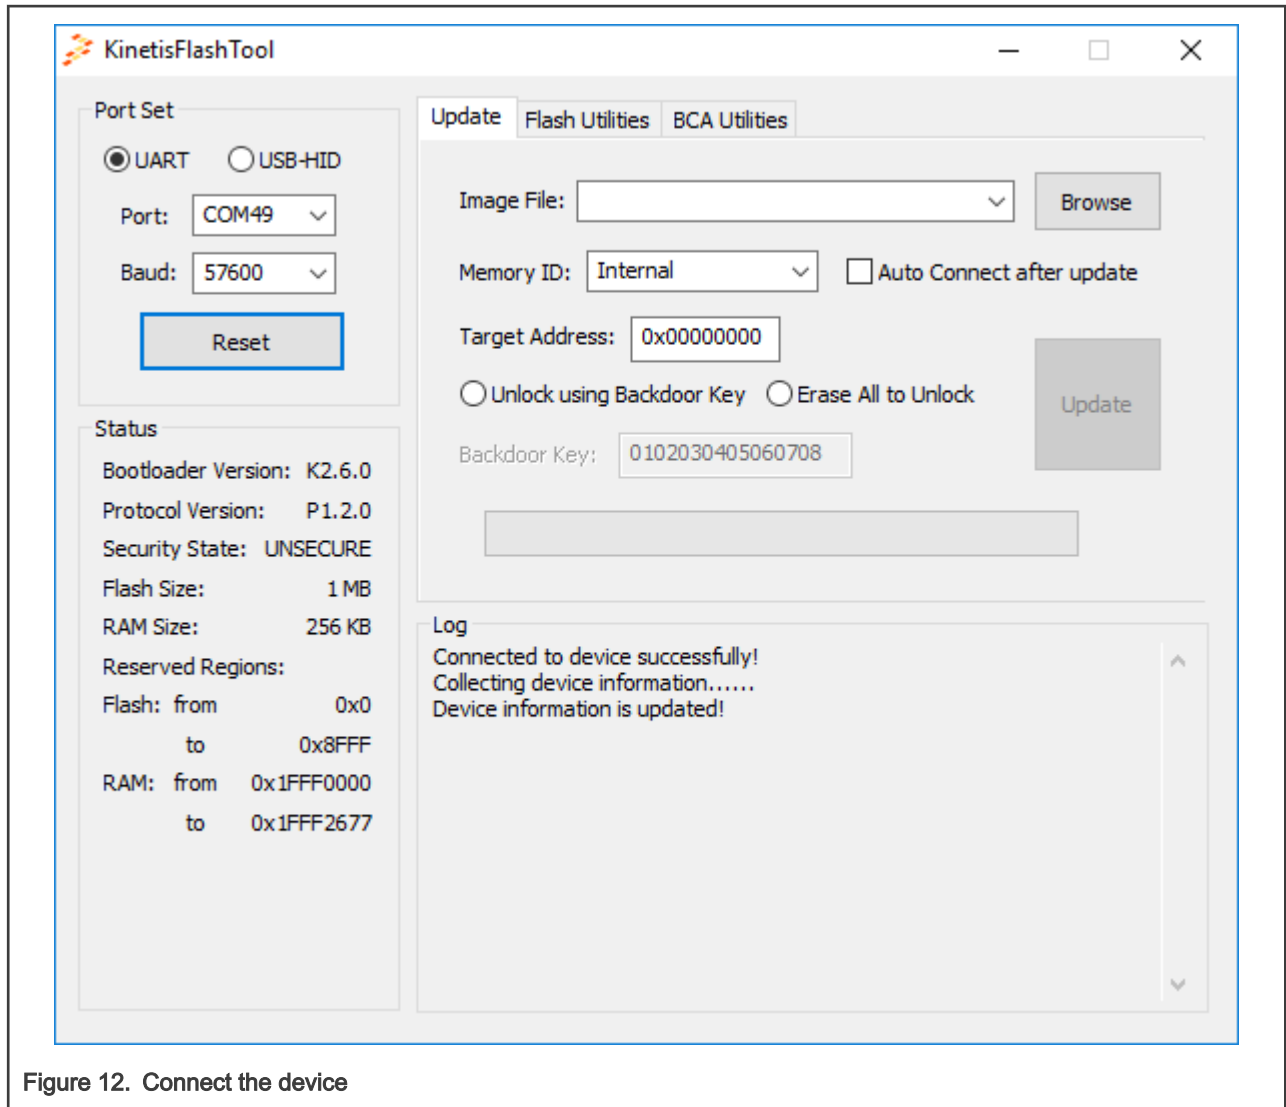 KinetisFlashTool
Port Set
UART USB-HID
Port: COM49
Baud: 57600
Reset
Status
Bootloader Version: K2.6.0
Protocol Version: P1.2.0
Security State: UNSECURE
Flash Size: 1 MB
RAM Size: 256 KB
Reserved Regions:
Flash: from 0x0
to 0x8FFF
RAM: from 0x1FFF0000
to 0x1FFF2677
Update Flash Utilities BCA Utilities
Image File: Browse
Memory ID: Internal Auto Connect after update
Target Address: 0x00000000
Unlock using Backdoor Key Erase All to Unlock
Update
Backdoor Key: 0102030405060708
Log
Connected to device successfully!
Collecting device information......
Device information is updated!
Figure 12. Connect the device